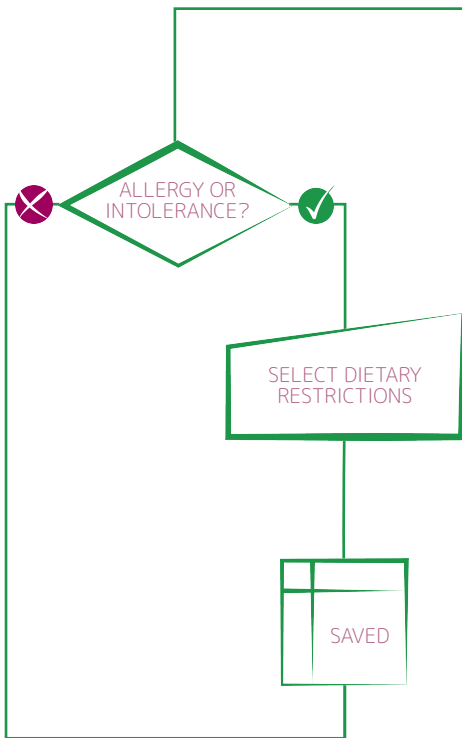 ALLERGY OR
INTOLERANCE?
SELECT DIETARY
RESTRICTIONS
SAVED